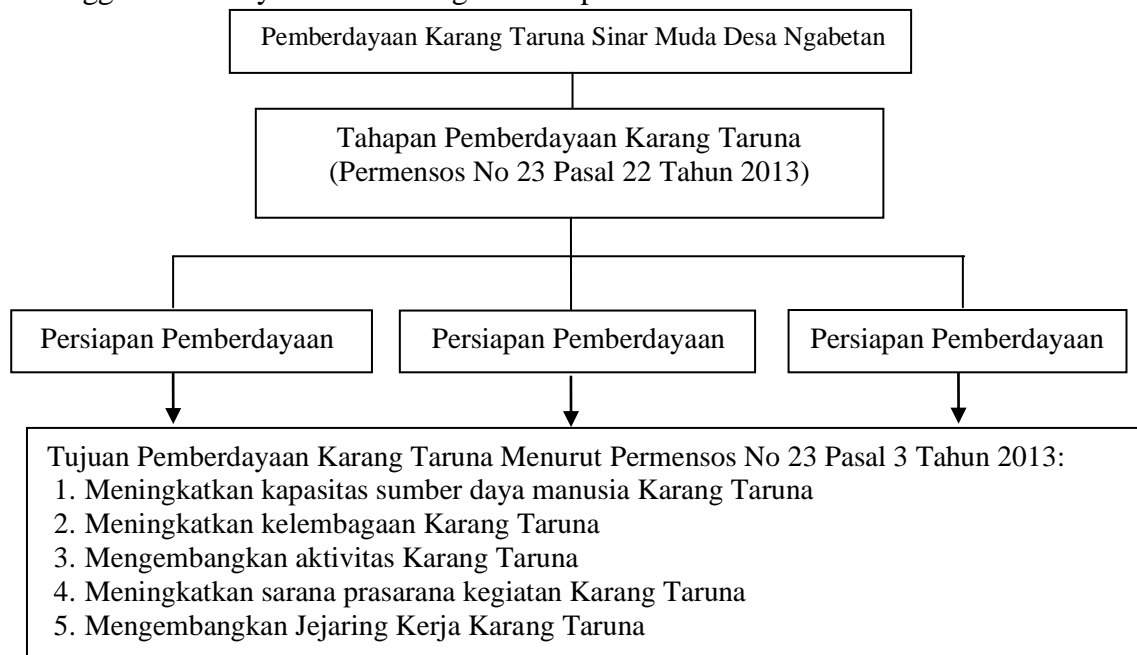 Pemberdayaan Karang Taruna Sinar Muda Desa Ngabetan
Tahapan Pemberdayaan Karang Taruna
(Permensos No 23 Pasal 22 Tahun 2013)
Persiapan Pemberdayaan
Persiapan Pemberdayaan
Persiapan Pemberdayaan
Tujuan Pemberdayaan Karang Taruna Menurut Permensos No 23 Pasal 3 Tahun 2013:
1. Meningkatkan kapasitas sumber daya manusia Karang Taruna
2. Meningkatkan kelembagaan Karang Taruna
3. Mengembangkan aktivitas Karang Taruna
4. Meningkatkan sarana prasarana kegiatan Karang Taruna
5. Mengembangkan Jejaring Kerja Karang Taruna